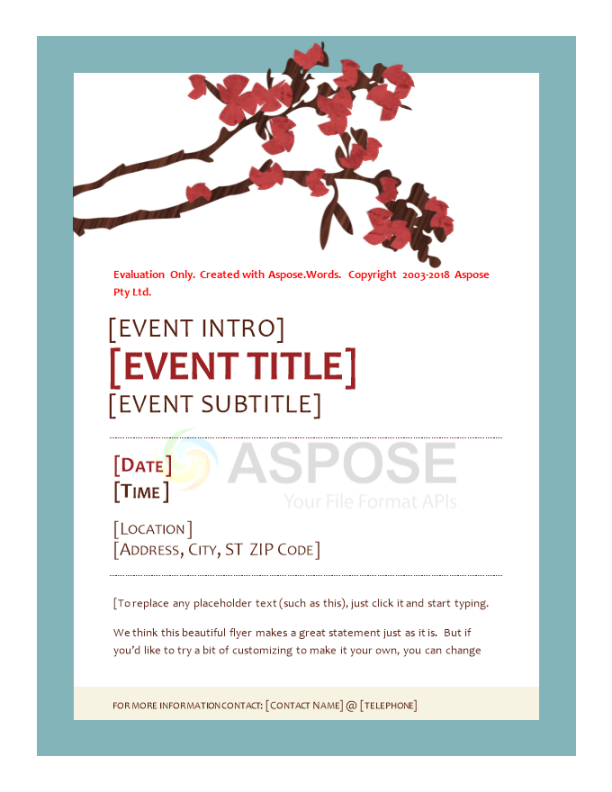 Evaluation Only. Created with Aspose.Words. Copyright 2003-2018 Aspose
Pty Ltd.
[EVENT INTRO]
[EVENT TITLE]
[EVENT SUBTITLE]
ASPOSE
Your File Format APIs
[DATE]
[TIME]
[LOCATION]
[ADDRESS, CITY, ST ZIP CODE]
[To replace any placeholder text (such as this), just click it and start typing.
We think this beautiful flyer makes a great statement just as it is. But if
you'd like to try a bit of customizing to make it your own, you can change
FOR MORE INFORMATION CONTACT: [CONTACT NAME] @ [TELEPHONE]